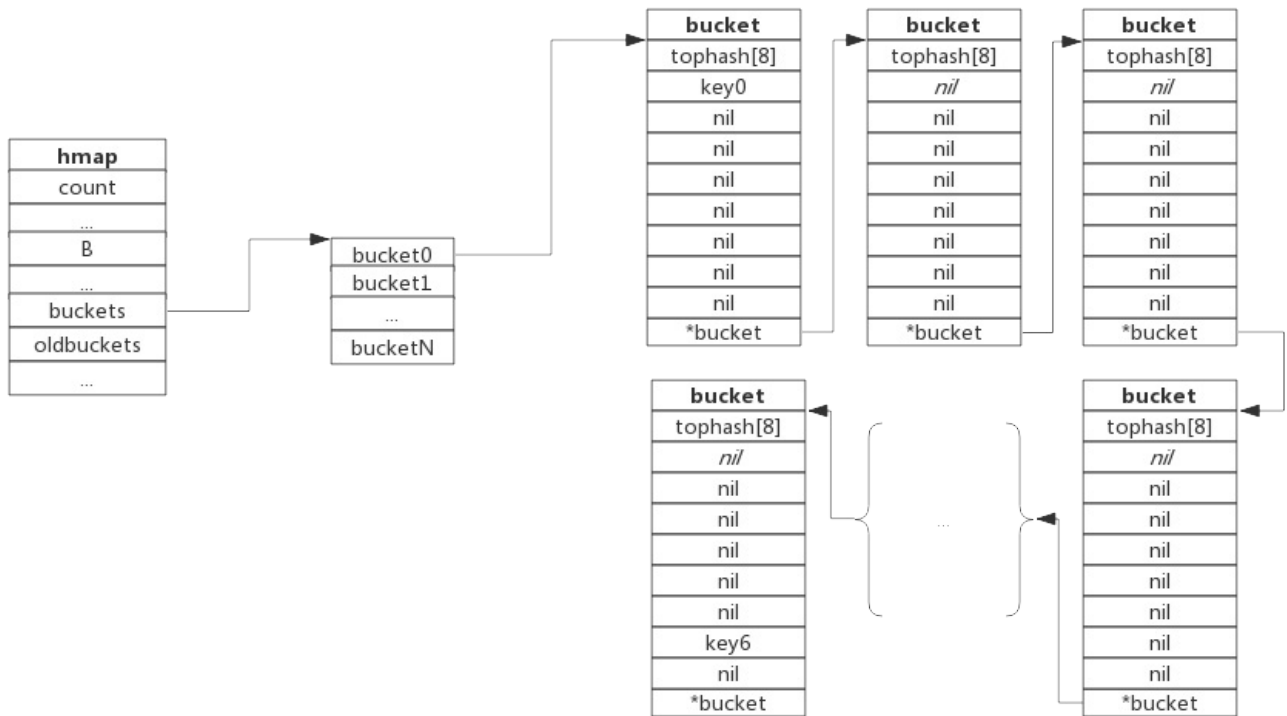 hmap
count
...
B
...
buckets
oldbuckets
...
bucket0
bucket1
...
bucketN
bucket
tophash[8]
key0
nil
nil
nil
nil
nil
nil
nil
*bucket
bucket
tophash[8]
nil
nil
nil
nil
nil
nil
nil
nil
*bucket
bucket
tophash[8]
nil
nil
nil
nil
nil
nil
nil
nil
*bucket
bucket
tophash[8]
nil
nil
nil
nil
nil
nil
nil
nil
*bucket
...
bucket
tophash[8]
nil
nil
nil
nil
nil
nil
key6
nil
*bucket